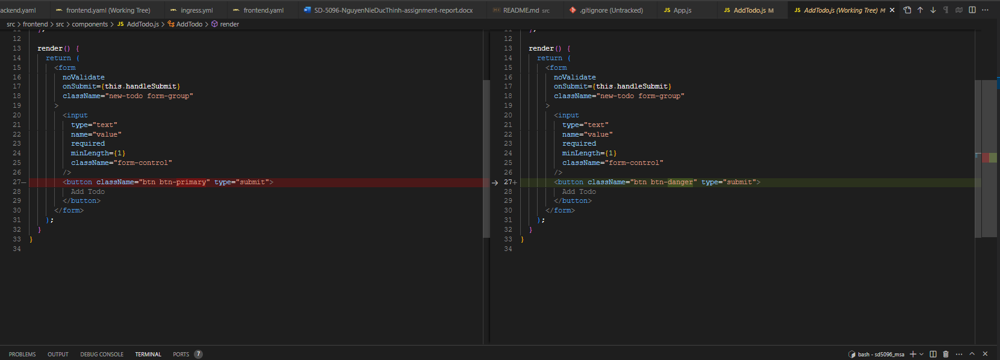 ackend.yaml frontend.yaml (Working Tree) ingress.yml frontend.yaml SD-5096-NguyenNieDucThinh-assignment-report.docx README.md src .gitignore (Untracked) JS App.js JS AddTodo.js M JS AddTodo.js (Working Tree) M
src > frontend > src > components > JS AddTodo.js > AddTodo > render
12
13 render() {
14 return (
15 <form
16 noValidate
17 onSubmit={this.handleSubmit}
18 className="new-todo form-group"
19 >
20 <input
21 type="text"
22 name="value"
23 required
24 minLength={1}
25 className="form-control"
26 />
27— <button className="btn btn-primary" type="submit">
28 Add Todo
29 </button>
30 </form>
31 );
32 }
33 }
34
12
13 render() {
14 return (
15 <form
16 noValidate
17 onSubmit={this.handleSubmit}
18 className="new-todo form-group"
19 >
20 <input
21 type="text"
22 name="value"
23 required
24 minLength={1}
25 className="form-control"
26 />
27+ <button className="btn btn-danger" type="submit">
28 Add Todo
29 </button>
30 </form>
31 );
32 }
33 }
34
PROBLEMS OUTPUT DEBUG CONSOLE TERMINAL PORTS 7 bash - sd5096_msa